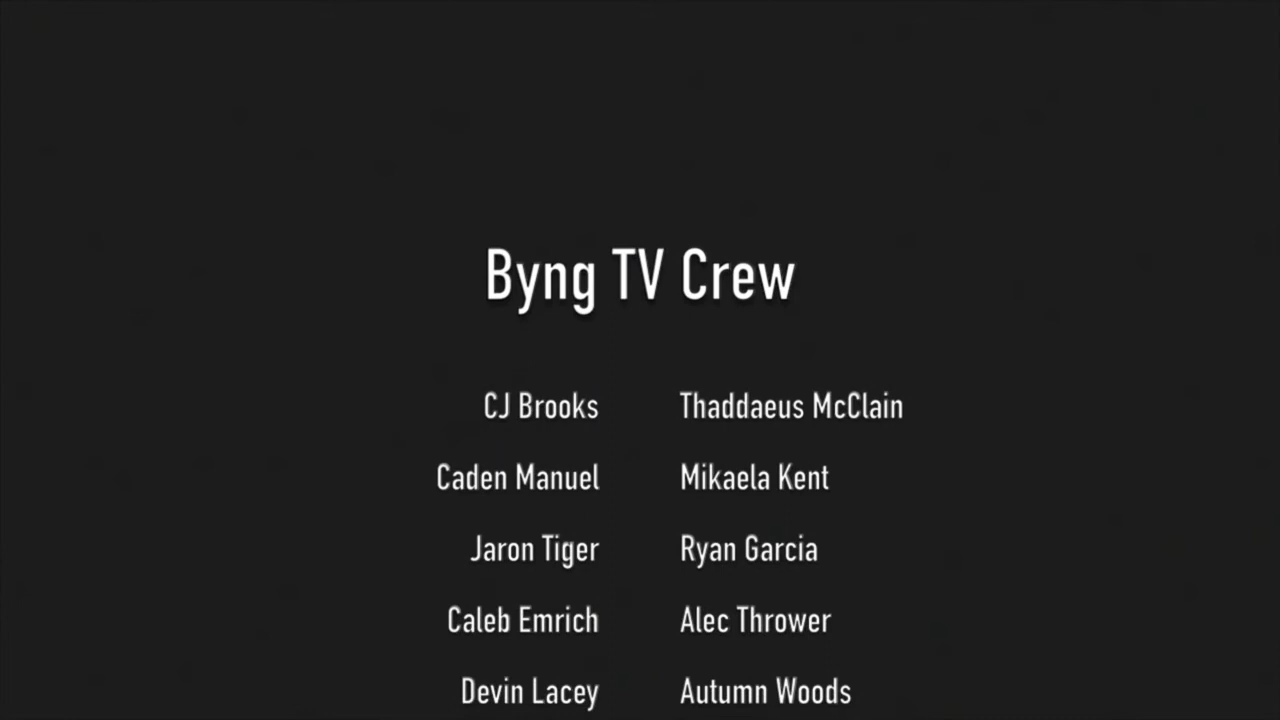 Byng TV Crew
CJ Brooks Thaddaeus McClain
Caden Manuel Mikaela Kent
Jaron Tiger Ryan Garcia
Caleb Emrich Alec Thrower
Devin Lacey Autumn Woods